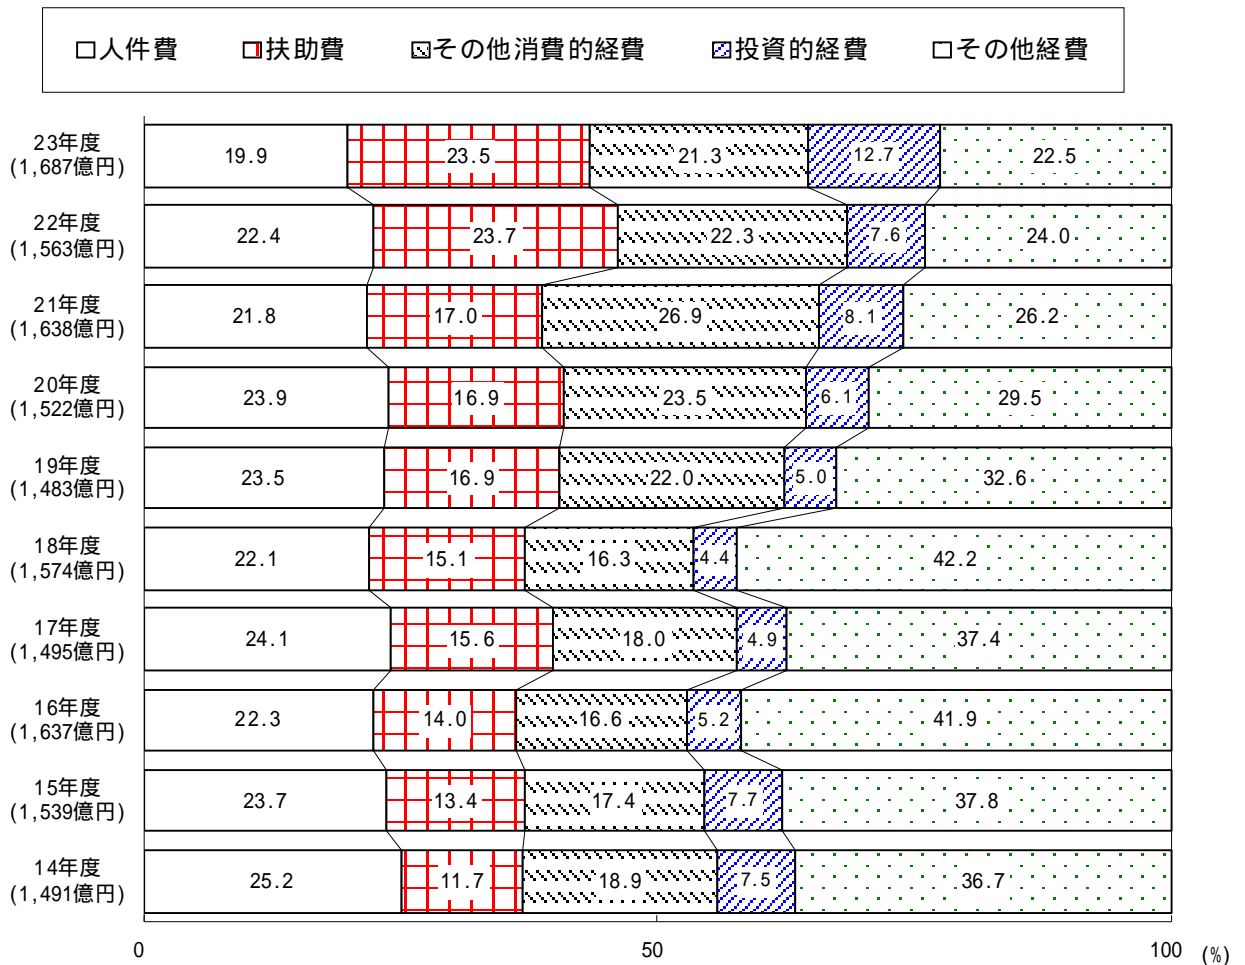 人件費 扶助費 その他消費的経費 投資的経費 その他経費
23年度
(1,687億円)
19.9 23.5 21.3 12.7 22.5
22年度
(1,563億円)
22.4 23.7 22.3 7.6 24.0
21年度
(1,638億円)
21.8 17.0 26.9 8.1 26.2
20年度
(1,522億円)
23.9 16.9 23.5 6.1 29.5
19年度
(1,483億円)
23.5 16.9 22.0 5.0 32.6
18年度
(1,574億円)
22.1 15.1 16.3 4.4 42.2
17年度
(1,495億円)
24.1 15.6 18.0 4.9 37.4
16年度
(1,637億円)
22.3 14.0 16.6 5.2 41.9
15年度
(1,539億円)
23.7 13.4 17.4 7.7 37.8
14年度
(1,491億円)
25.2 11.7 18.9 7.5 36.7
0 50 100 (%)